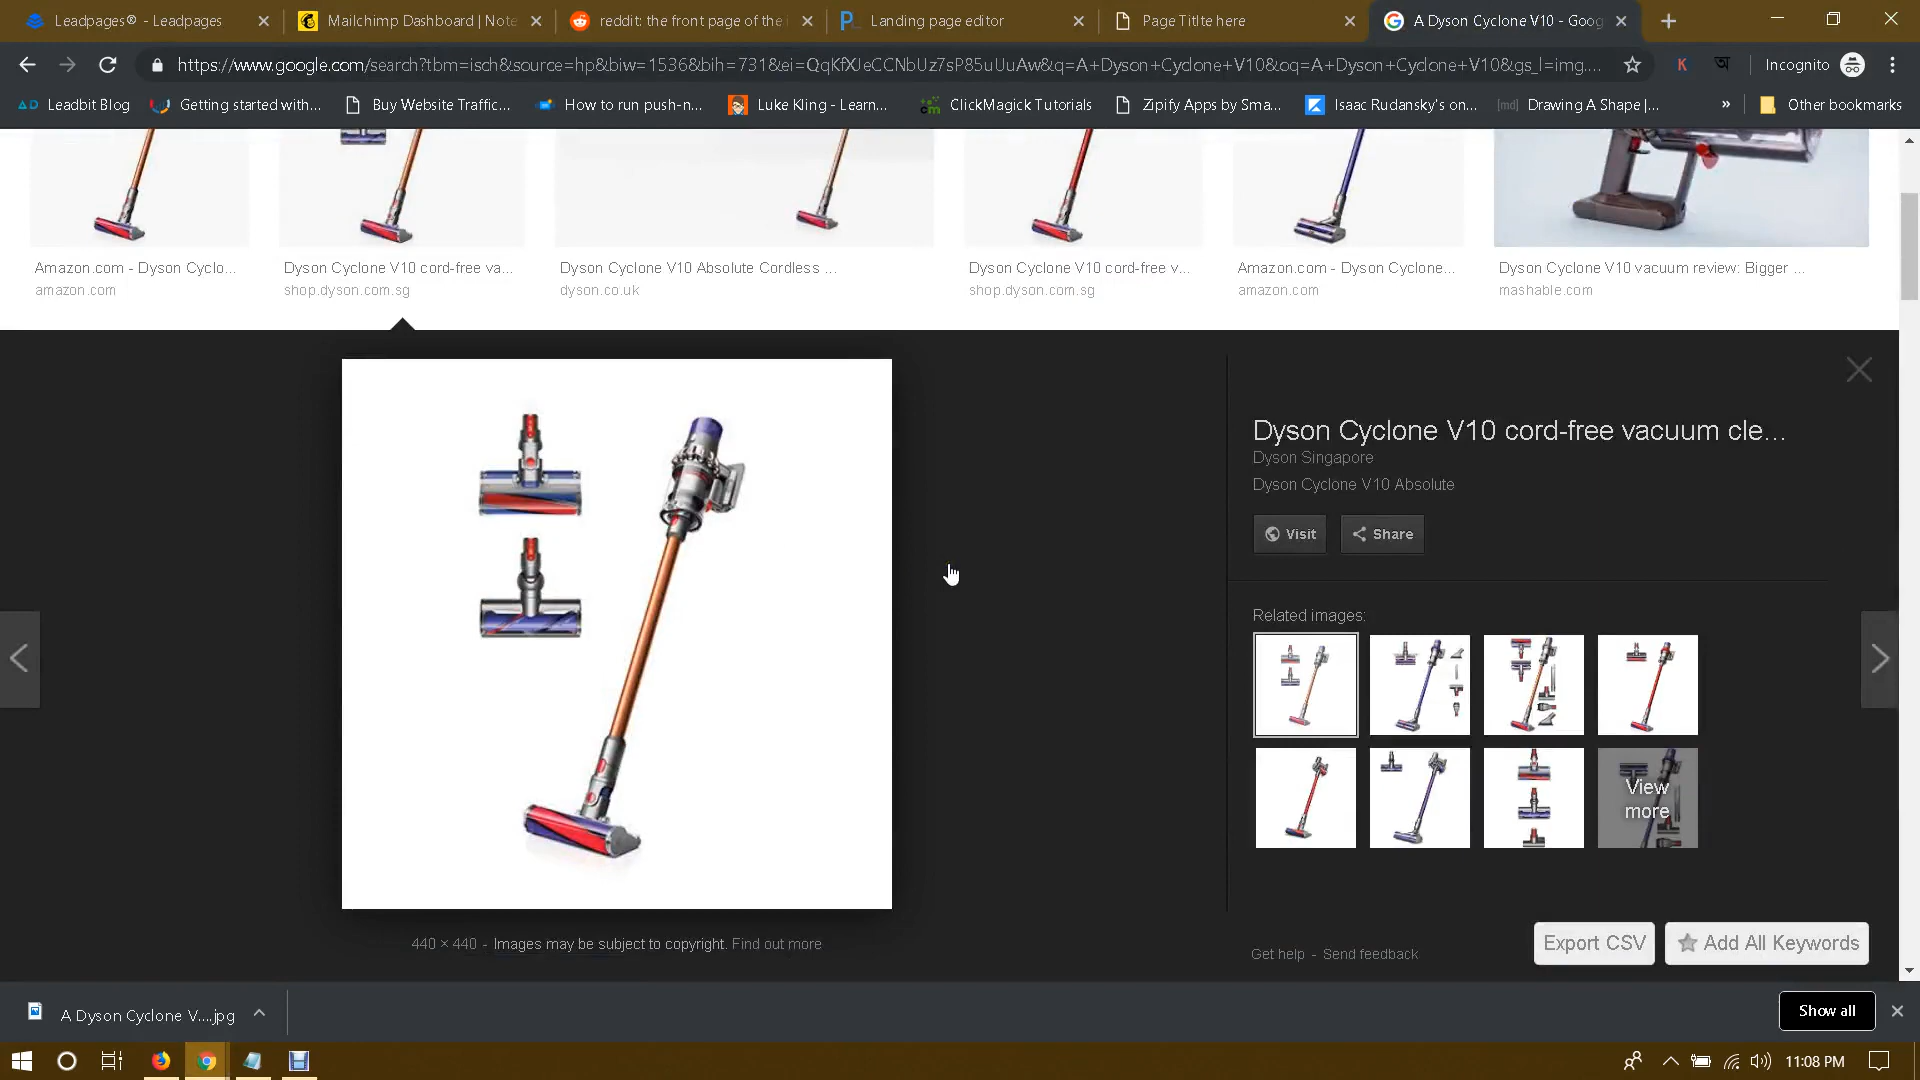 Leadpages® - Leadpages
Mailchimp Dashboard | Note
reddit: the front page of the i
Landing page editor
Page Titlte here
A Dyson Cyclone V10 - Goog
https://www.google.com/search?tbm=isch&source=hp&biw=1536&bih=731&ei=QqKfXJeCCNbUz7sP85uUuAw&q=A+Dyson+Cyclone+V10&oq=A+Dyson+Cyclone+V10&gs_l=img....
Incognito
Leadbit Blog
Getting started with...
Buy Website Traffic...
How to run push-n...
Luke Kling - Learn...
ClickMagick Tutorials
Zipify Apps by Sma...
Isaac Rudansky's on...
[md] Drawing A Shape |...
»
Other bookmarks
Amazon.com - Dyson Cyclo...
amazon.com
Dyson Cyclone V10 cord-free va...
shop.dyson.com.sg
Dyson Cyclone V10 Absolute Cordless ...
dyson.co.uk
Dyson Cyclone V10 cord-free v...
shop.dyson.com.sg
Amazon.com - Dyson Cyclone...
amazon.com
Dyson Cyclone V10 vacuum review: Bigger ...
mashable.com
Dyson Cyclone V10 cord-free vacuum cle...
Dyson Singapore
Dyson Cyclone V10 Absolute
Visit
Share
Related images:
View
more
440 × 440 - Images may be subject to copyright. Find out more
Get help - Send feedback
Export CSV
Add All Keywords
A Dyson Cyclone V....jpg
Show all
11:08 PM